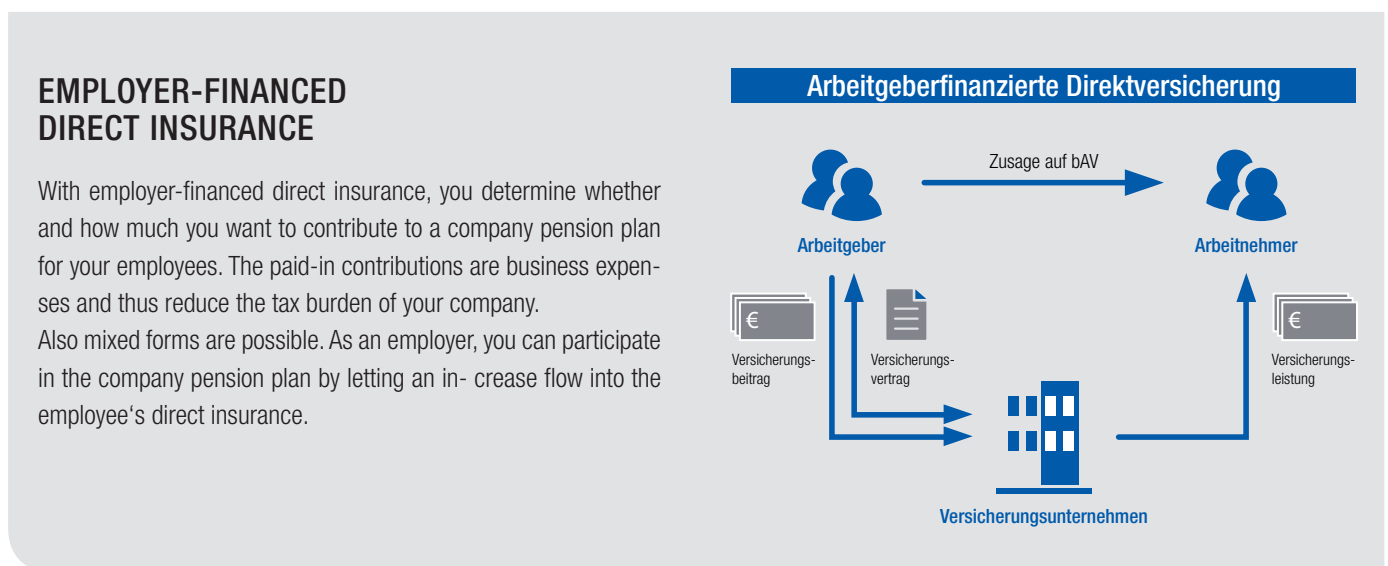 EMPLOYER-FINANCED
DIRECT INSURANCE
With employer-financed direct insurance, you determine whether
and how much you want to contribute to a company pension plan
for your employees. The paid-in contributions are business expen-
ses and thus reduce the tax burden of your company.
Also mixed forms are possible. As an employer, you can participate
in the company pension plan by letting an in- crease flow into the
employee‘s direct insurance.
Arbeitgeberfinanzierte Direktversicherung
Zusage auf bAV
Arbeitgeber
Arbeitnehmer
€
Versicherungs-
beitrag
Versicherungs-
vertrag
€
Versicherungs-
leistung
Versicherungsunternehmen